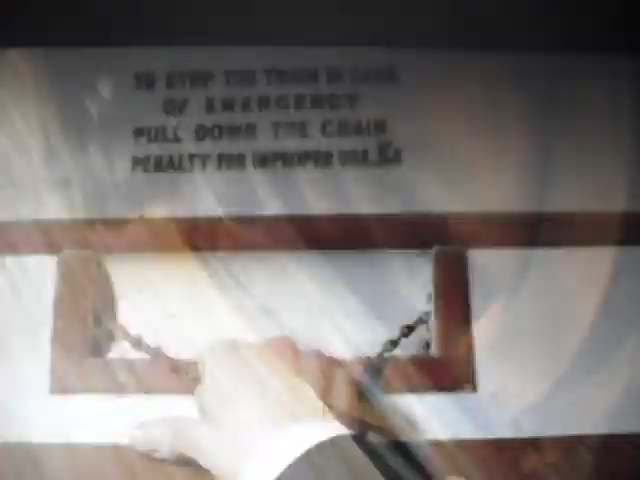 TO STOP THE TRAIN IN CASE
OF EMERGENCY
PULL DOWN THE CHAIN
PENALTY FOR IMPROPER USE